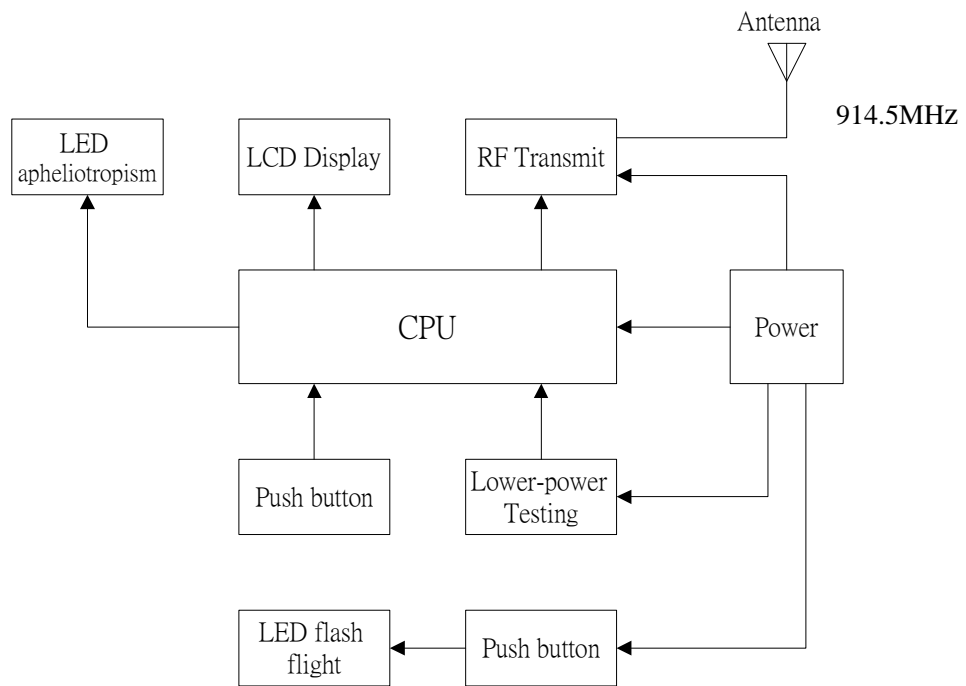 Antenna
914.5MHz
LED
apheliotropism
LCD Display
RF Transmit
CPU
Power
Push button
Lower-power
Testing
LED flash
flight
Push button